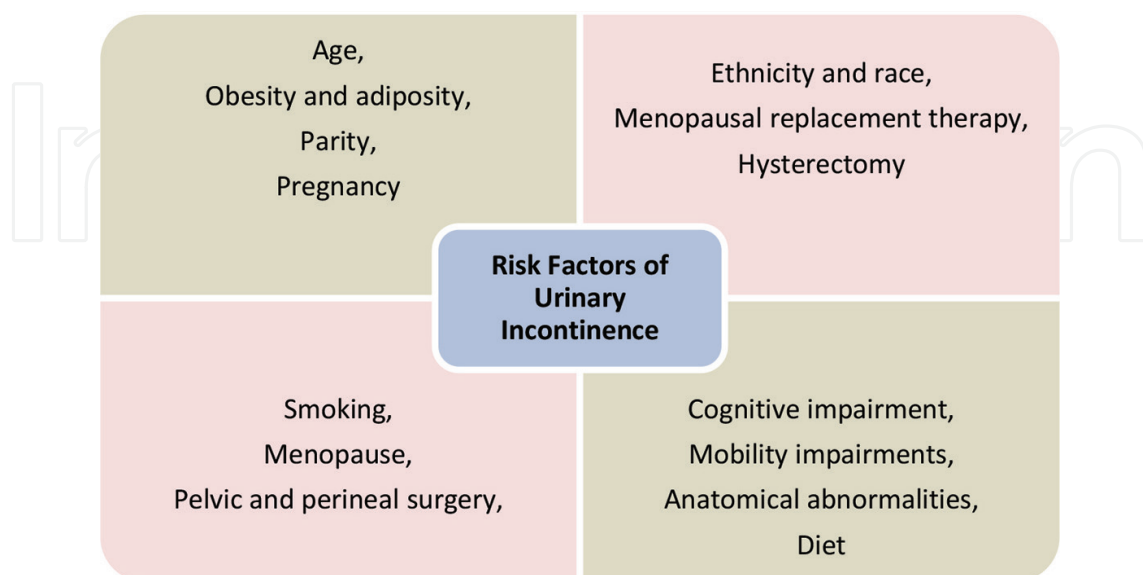 Age,
Obesity and adiposity,
Parity,
Pregnancy
Ethnicity and race,
Menopausal replacement therapy,
Hysterectomy
Risk Factors of
Urinary
Incontinence
Smoking,
Menopause,
Pelvic and perineal surgery,
Cognitive impairment,
Mobility impairments,
Anatomical abnormalities,
Diet